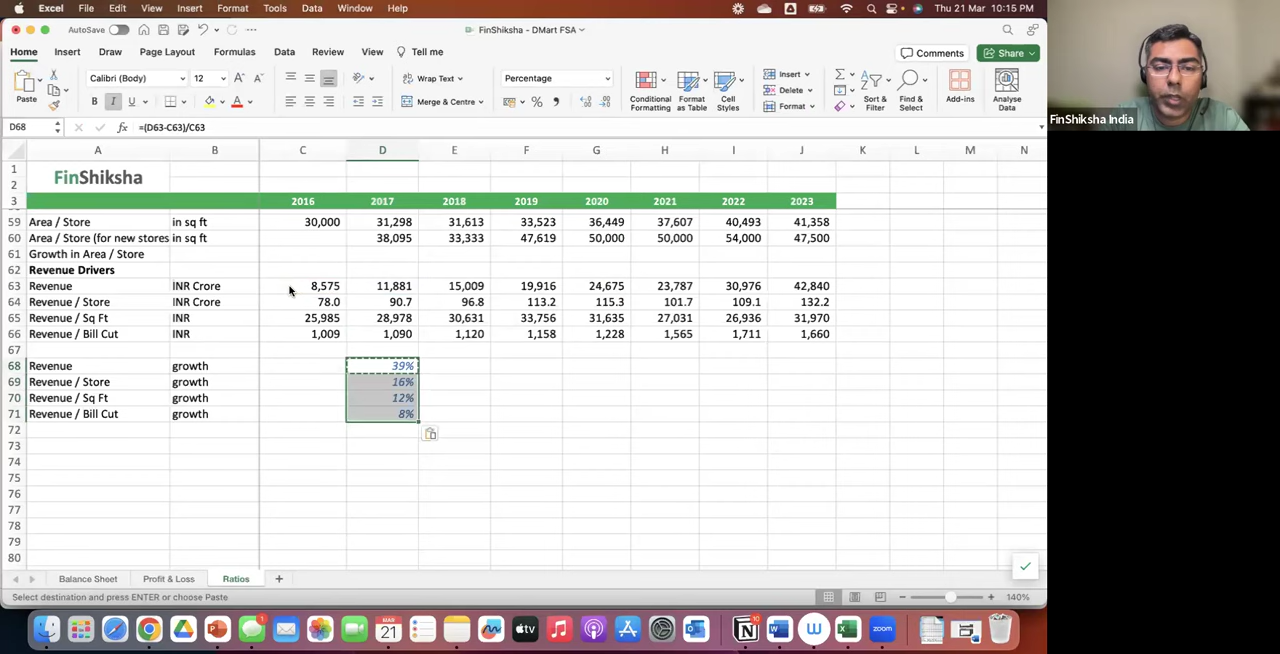 Excel File Edit View Insert Format Tools Data Window Help Thu 21 Mar 10:15 PM
AutoSave FinShiksha - DMart FSA
Home Insert Draw Page Layout Formulas Data Review View Tell me Comments Share
Paste Calibri (Body) 12 Wrap Text Percentage Conditional Formatting Format as Table Cell Styles Insert Sort & Filter Find & Select Add-ins Analyse Data
B I U Merge & Centre Delete Format
FinShiksha India
D68 fx =(D63-C63)/C63
A B C D E F G H I J K L M N
1 FinShiksha
2
3 2016 2017 2018 2019 2020 2021 2022 2023
59 Area / Store in sq ft 30,000 31,298 31,613 33,523 36,449 37,607 40,493 41,358
60 Area / Store (for new stores in sq ft 38,095 33,333 47,619 50,000 50,000 54,000 47,500
61 Growth in Area / Store
62 Revenue Drivers
63 Revenue INR Crore 8,575 11,881 15,009 19,916 24,675 23,787 30,976 42,840
64 Revenue / Store INR Crore 78.0 90.7 96.8 113.2 115.3 101.7 109.1 132.2
65 Revenue / Sq Ft INR 25,985 28,978 30,631 33,756 31,635 27,031 26,936 31,970
66 Revenue / Bill Cut INR 1,009 1,090 1,120 1,158 1,228 1,565 1,711 1,660
67
68 Revenue growth 39%
69 Revenue / Store growth 16%
70 Revenue / Sq Ft growth 12%
71 Revenue / Bill Cut growth 8%
72
73
74
75
76
77
78
79
80
Balance Sheet Profit & Loss Ratios +
Select destination and press ENTER or choose Paste 140%
MAR 21 tv zoom